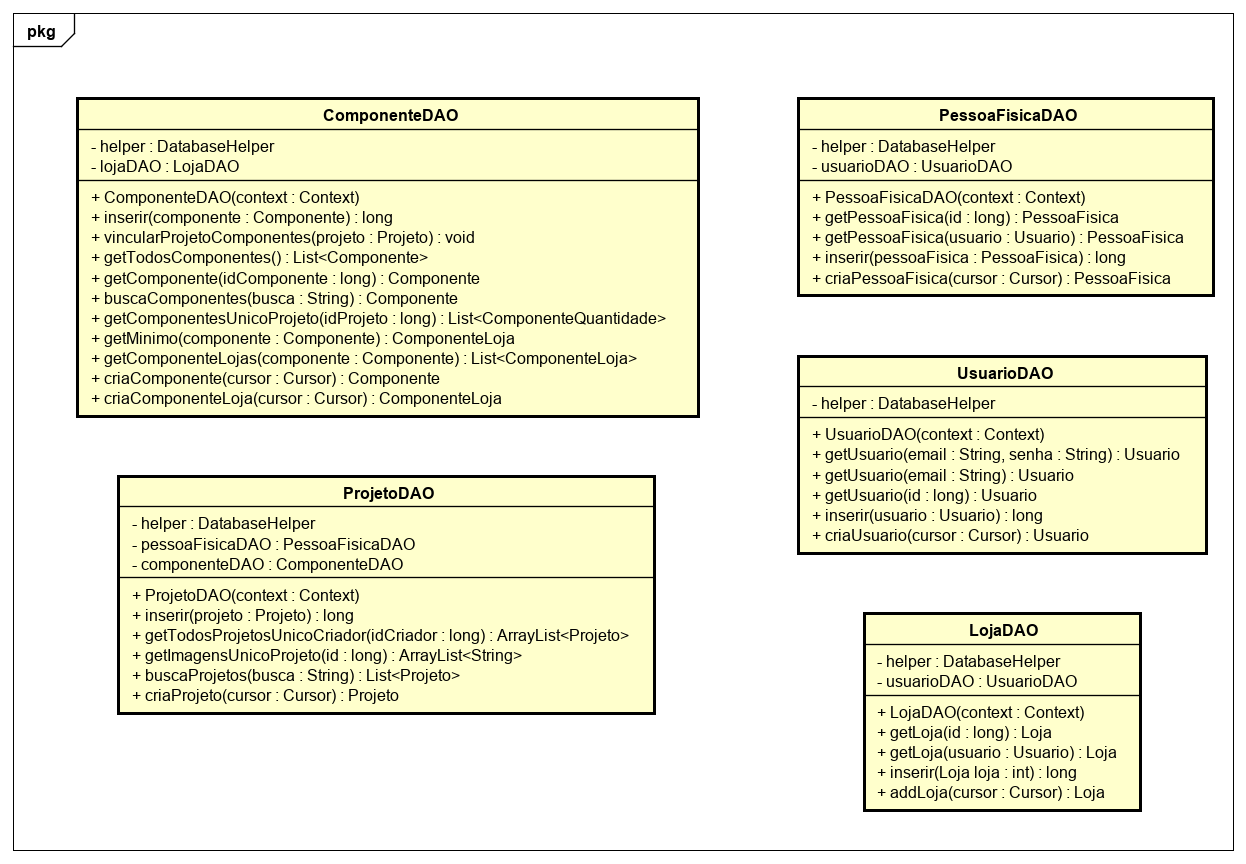 pkg
ComponenteDAO
- helper : DatabaseHelper
- lojaDAO : LojaDAO
+ ComponenteDAO(context : Context)
+ inserir(componente : Componente) : long
+ vincularProjetoComponentes(projeto : Projeto) : void
+ getTodosComponentes() : List<Componente>
+ getComponente(idComponente : long) : Componente
+ buscaComponentes(busca : String) : Componente
+ getComponentesUnicoProjeto(idProjeto : long) : List<ComponenteQuantidade>
+ getMinimo(componente : Componente) : ComponenteLoja
+ getComponenteLojas(componente : Componente) : List<ComponenteLoja>
+ criaComponente(cursor : Cursor) : Componente
+ criaComponenteLoja(cursor : Cursor) : ComponenteLoja
PessoaFisicaDAO
- helper : DatabaseHelper
- usuarioDAO : UsuarioDAO
+ PessoaFisicaDAO(context : Context)
+ getPessoaFisica(id : long) : PessoaFisica
+ getPessoaFisica(usuario : Usuario) : PessoaFisica
+ inserir(pessoaFisica : PessoaFisica) : long
+ criaPessoaFisica(cursor : Cursor) : PessoaFisica
UsuarioDAO
- helper : DatabaseHelper
+ UsuarioDAO(context : Context)
+ getUsuario(email : String, senha : String) : Usuario
+ getUsuario(email : String) : Usuario
+ getUsuario(id : long) : Usuario
+ inserir(usuario : Usuario) : long
+ criaUsuario(cursor : Cursor) : Usuario
ProjetoDAO
- helper : DatabaseHelper
- pessoaFisicaDAO : PessoaFisicaDAO
- componenteDAO : ComponenteDAO
+ ProjetoDAO(context : Context)
+ inserir(projeto : Projeto) : long
+ getTodosProjetosUnicoCriador(idCriador : long) : ArrayList<Projeto>
+ getImagensUnicoProjeto(id : long) : ArrayList<String>
+ buscaProjetos(busca : String) : List<Projeto>
+ criaProjeto(cursor : Cursor) : Projeto
LojaDAO
- helper : DatabaseHelper
- usuarioDAO : UsuarioDAO
+ LojaDAO(context : Context)
+ getLoja(id : long) : Loja
+ getLoja(usuario : Usuario) : Loja
+ inserir(Loja loja : int) : long
+ addLoja(cursor : Cursor) : Loja